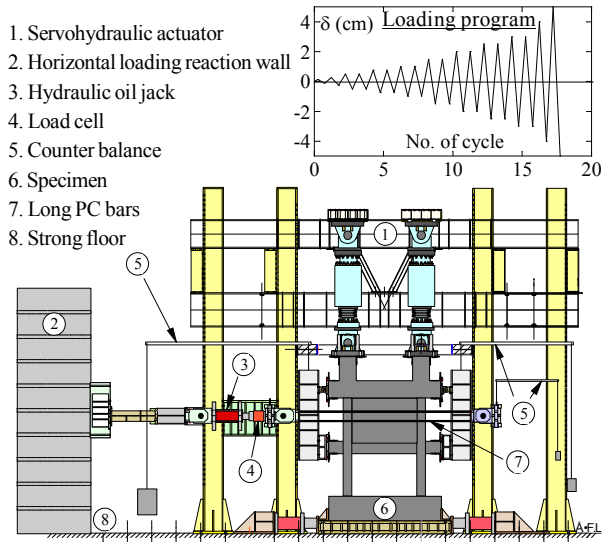 1. Servohydraulic actuator
2. Horizontal loading reaction wall
3. Hydraulic oil jack
4. Load cell
5. Counter balance
6. Specimen
7. Long PC bars
8. Strong floor
δ (cm)
Loading program
4
2
0
-2
-4
No. of cycle
0
5
10
15
20
1
5
2
3
5
4
7
6
8
A•FL